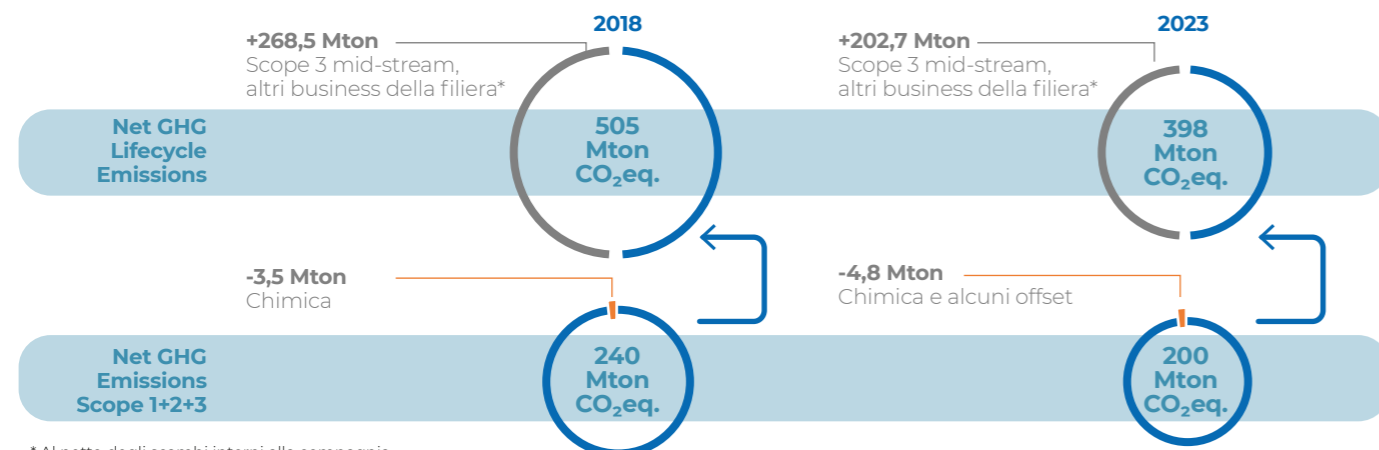 2018
2023
+268,5 Mton
Scope 3 mid-stream,
altri business della filiera*
+202,7 Mton
Scope 3 mid-stream,
altri business della filiera*
Net GHG
Lifecycle
Emissions
505
Mton
CO₂eq.
398
Mton
CO₂eq.
-3,5 Mton
Chimica
-4,8 Mton
Chimica e alcuni offset
Net GHG
Emissions
Scope 1+2+3
240
Mton
CO₂eq.
200
Mton
CO₂eq.